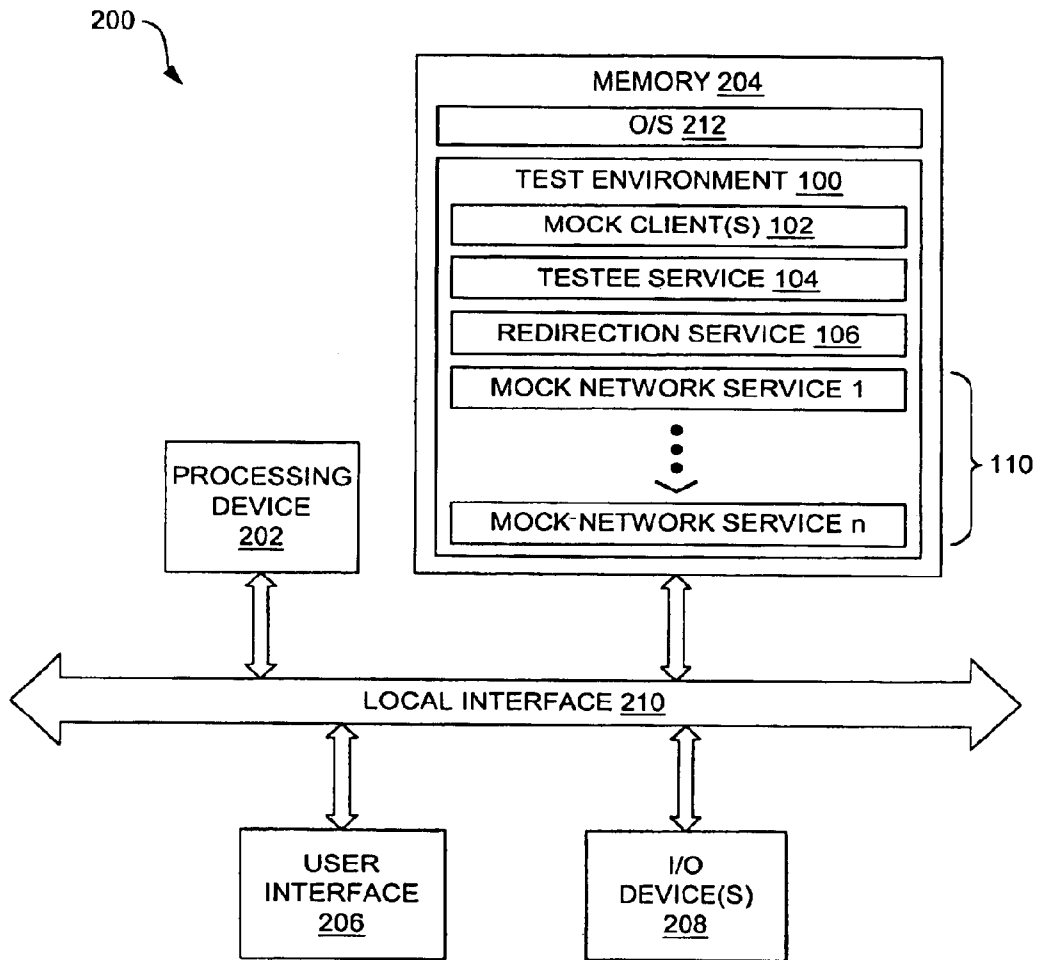 200
MEMORY 204
O/S 212
TEST ENVIRONMENT 100
MOCK CLIENT(S) 102
TESTEE SERVICE 104
REDIRECTION SERVICE 106
MOCK NETWORK SERVICE 1
110
MOCK NETWORK SERVICE n
PROCESSING
DEVICE
202
LOCAL INTERFACE 210
USER
INTERFACE
206
I/O
DEVICE(S)
208